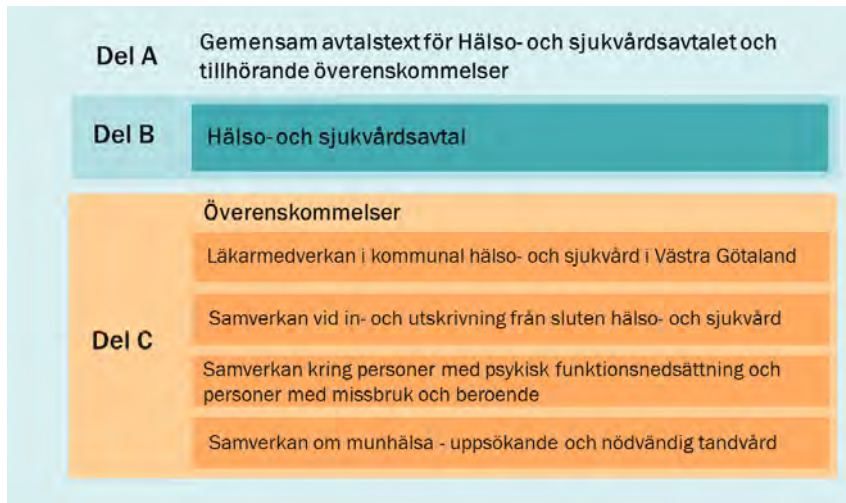 Del A
Gemensam avtalstext för Hälso- och sjukvårdsavtalet och
tillhörande överenskommelser
Del B
Hälso- och sjukvårdsavtal
Del C
Överenskommelser
Läkarmedverkan i kommunal hälso- och sjukvård i Västra Götaland
Samverkan vid in- och utskrivning från sluten hälso- och sjukvård
Samverkan kring personer med psykisk funktionsnedsättning och
personer med missbruk och beroende
Samverkan om munhälsa - uppsökande och nödvändig tandvård